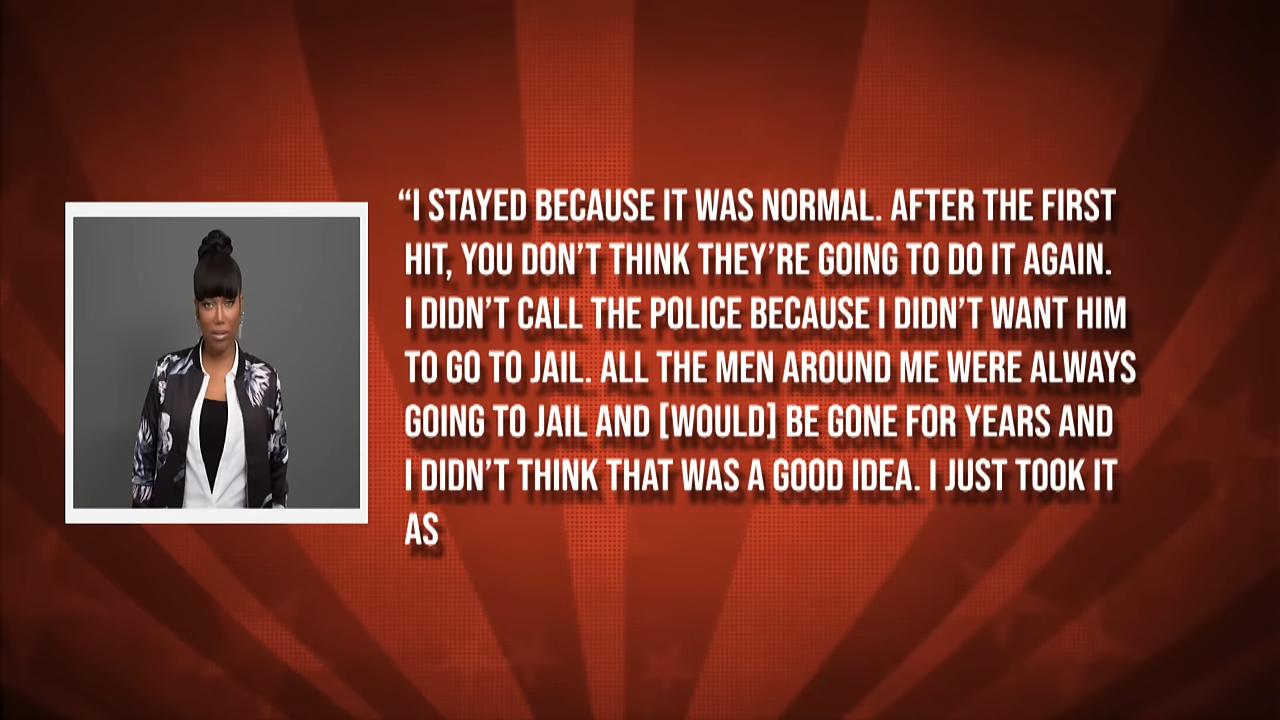 “I STAYED BECAUSE IT WAS NORMAL. AFTER THE FIRST
HIT, YOU DON’T THINK THEY’RE GOING TO DO IT AGAIN.
I DIDN’T CALL THE POLICE BECAUSE I DIDN’T WANT HIM
TO GO TO JAIL. ALL THE MEN AROUND ME WERE ALWAYS
GOING TO JAIL AND [WOULD] BE GONE FOR YEARS AND
I DIDN’T THINK THAT WAS A GOOD IDEA. I JUST TOOK IT
AS